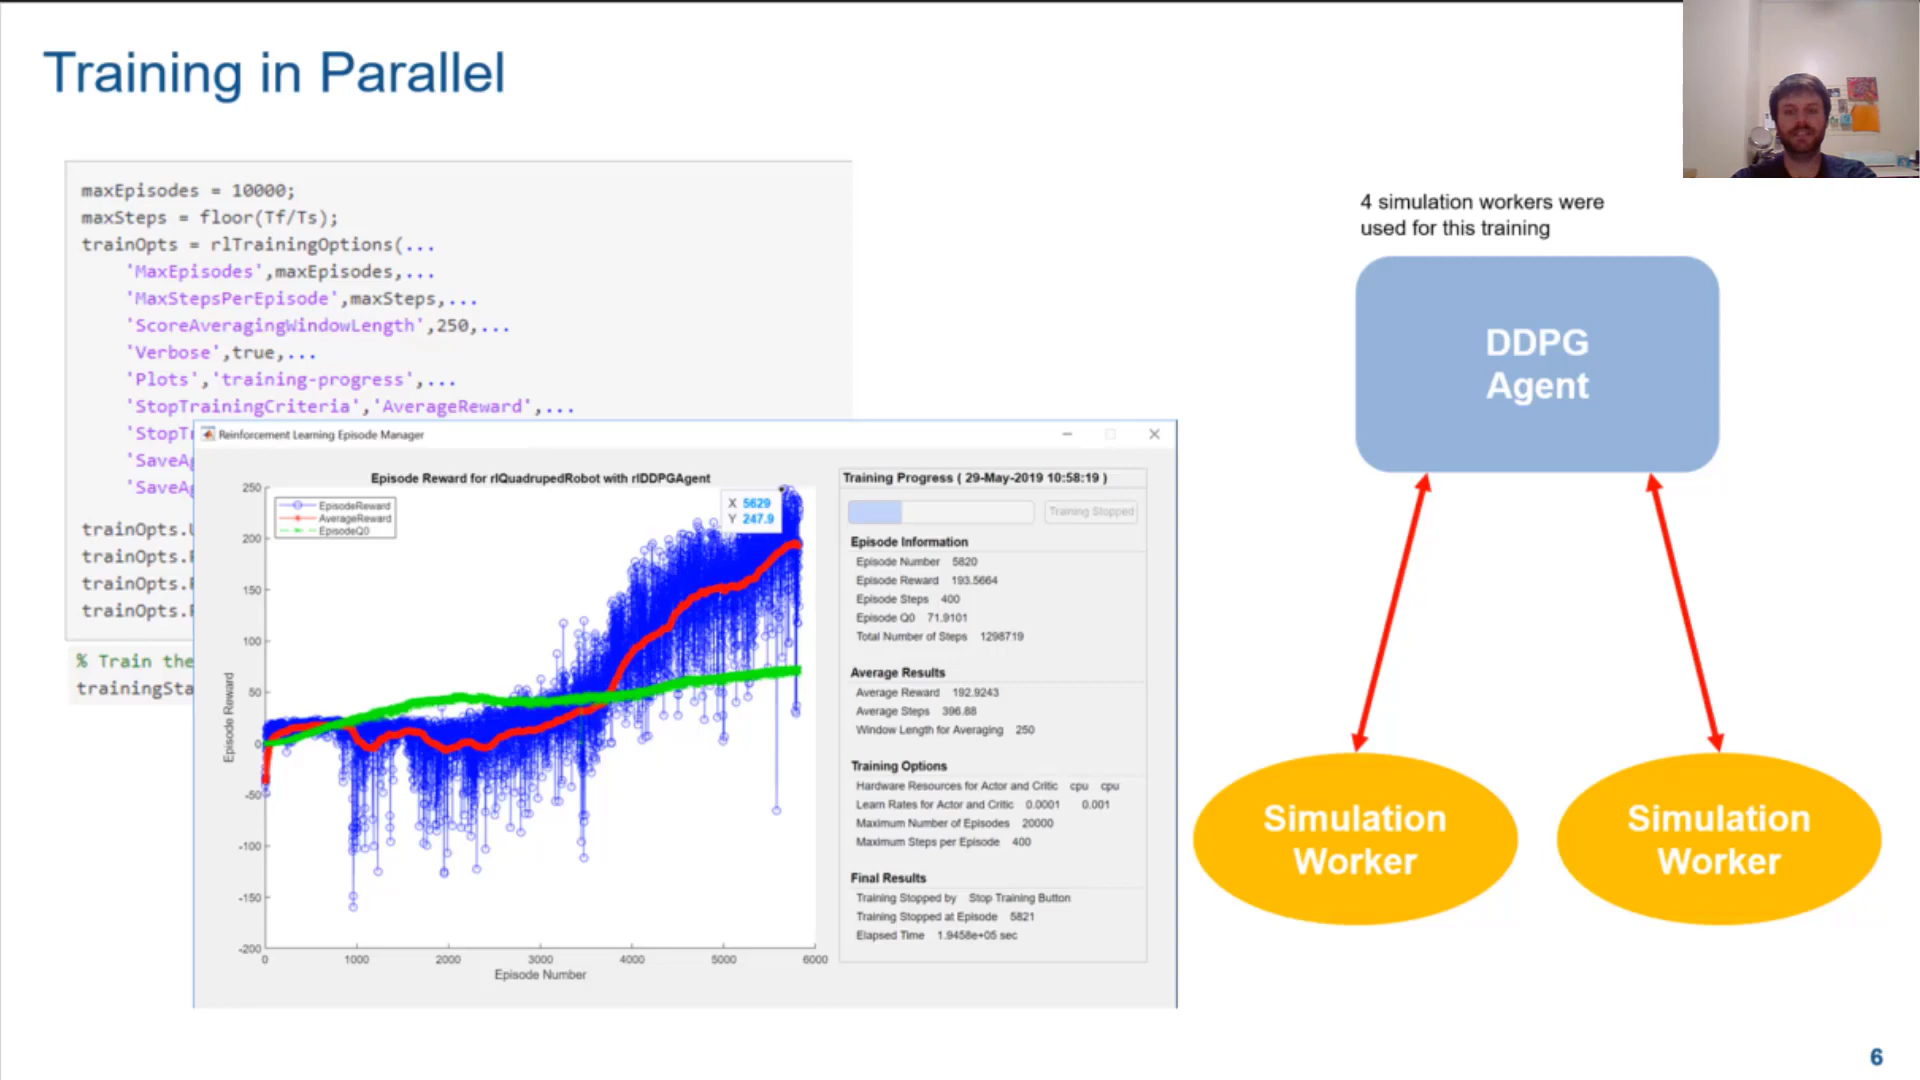 Training in Parallel
maxEpisodes = 10000;
maxSteps = floor(Tf/Ts);
trainOpts = rlTrainingOptions(...
'MaxEpisodes',maxEpisodes,...
'MaxStepsPerEpisode',maxSteps,...
'ScoreAveragingWindowLength',250,...
'Verbose',true,...
'Plots','training-progress',...
'StopTrainingCriteria','AverageReward',...
'StopTr
'SaveAg
'SaveAg
trainOpts.U
trainOpts.P
trainOpts.P
trainOpts.P
% Train the
trainingSta
Reinforcement Learning Episode Manager
Episode Reward for rlQuadrupedRobot with rlDDPGAgent
EpisodeReward
AverageReward
EpisodeQ0
X 5629
Y 247.9
Episode Reward
250
200
150
100
50
0
-50
-100
-150
-200
0 1000 2000 3000 4000 5000 6000
Episode Number
Training Progress ( 29-May-2019 10:58:19 )
Training Stopped
Episode Information
Episode Number 5820
Episode Reward 193.5664
Episode Steps 400
Episode Q0 71.9101
Total Number of Steps 1298719
Average Results
Average Reward 192.9243
Average Steps 396.88
Window Length for Averaging 250
Training Options
Hardware Resources for Actor and Critic cpu cpu
Learn Rates for Actor and Critic 0.0001 0.001
Maximum Number of Episodes 20000
Maximum Steps per Episode 400
Final Results
Training Stopped by Stop Training Button
Training Stopped at Episode 5821
Elapsed Time 1.9458e+05 sec
4 simulation workers were
used for this training
DDPG
Agent
Simulation
Worker
Simulation
Worker
6